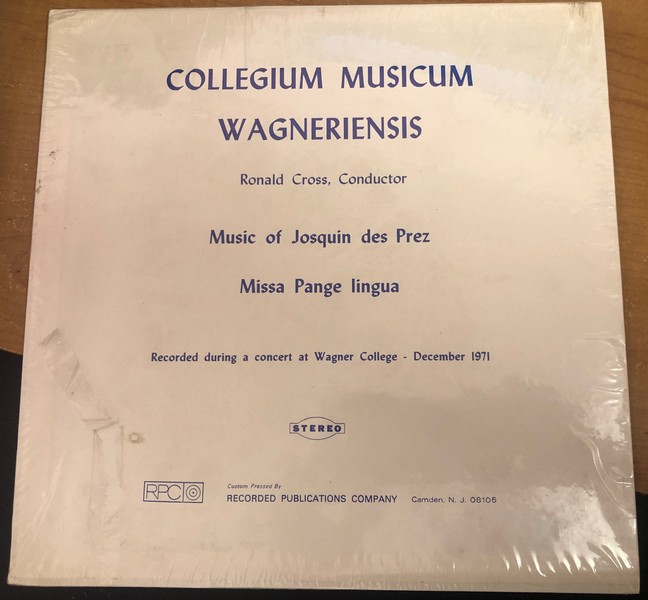 COLLEGIUM MUSICUM
WAGNERIENSIS
Ronald Cross, Conductor
Music of Josquin des Prez
Missa Pange lingua
Recorded during a concert at Wagner College - December 1971
STEREO
RPC
Custom Pressed By
RECORDED PUBLICATIONS COMPANY Camden, N. J. 08105